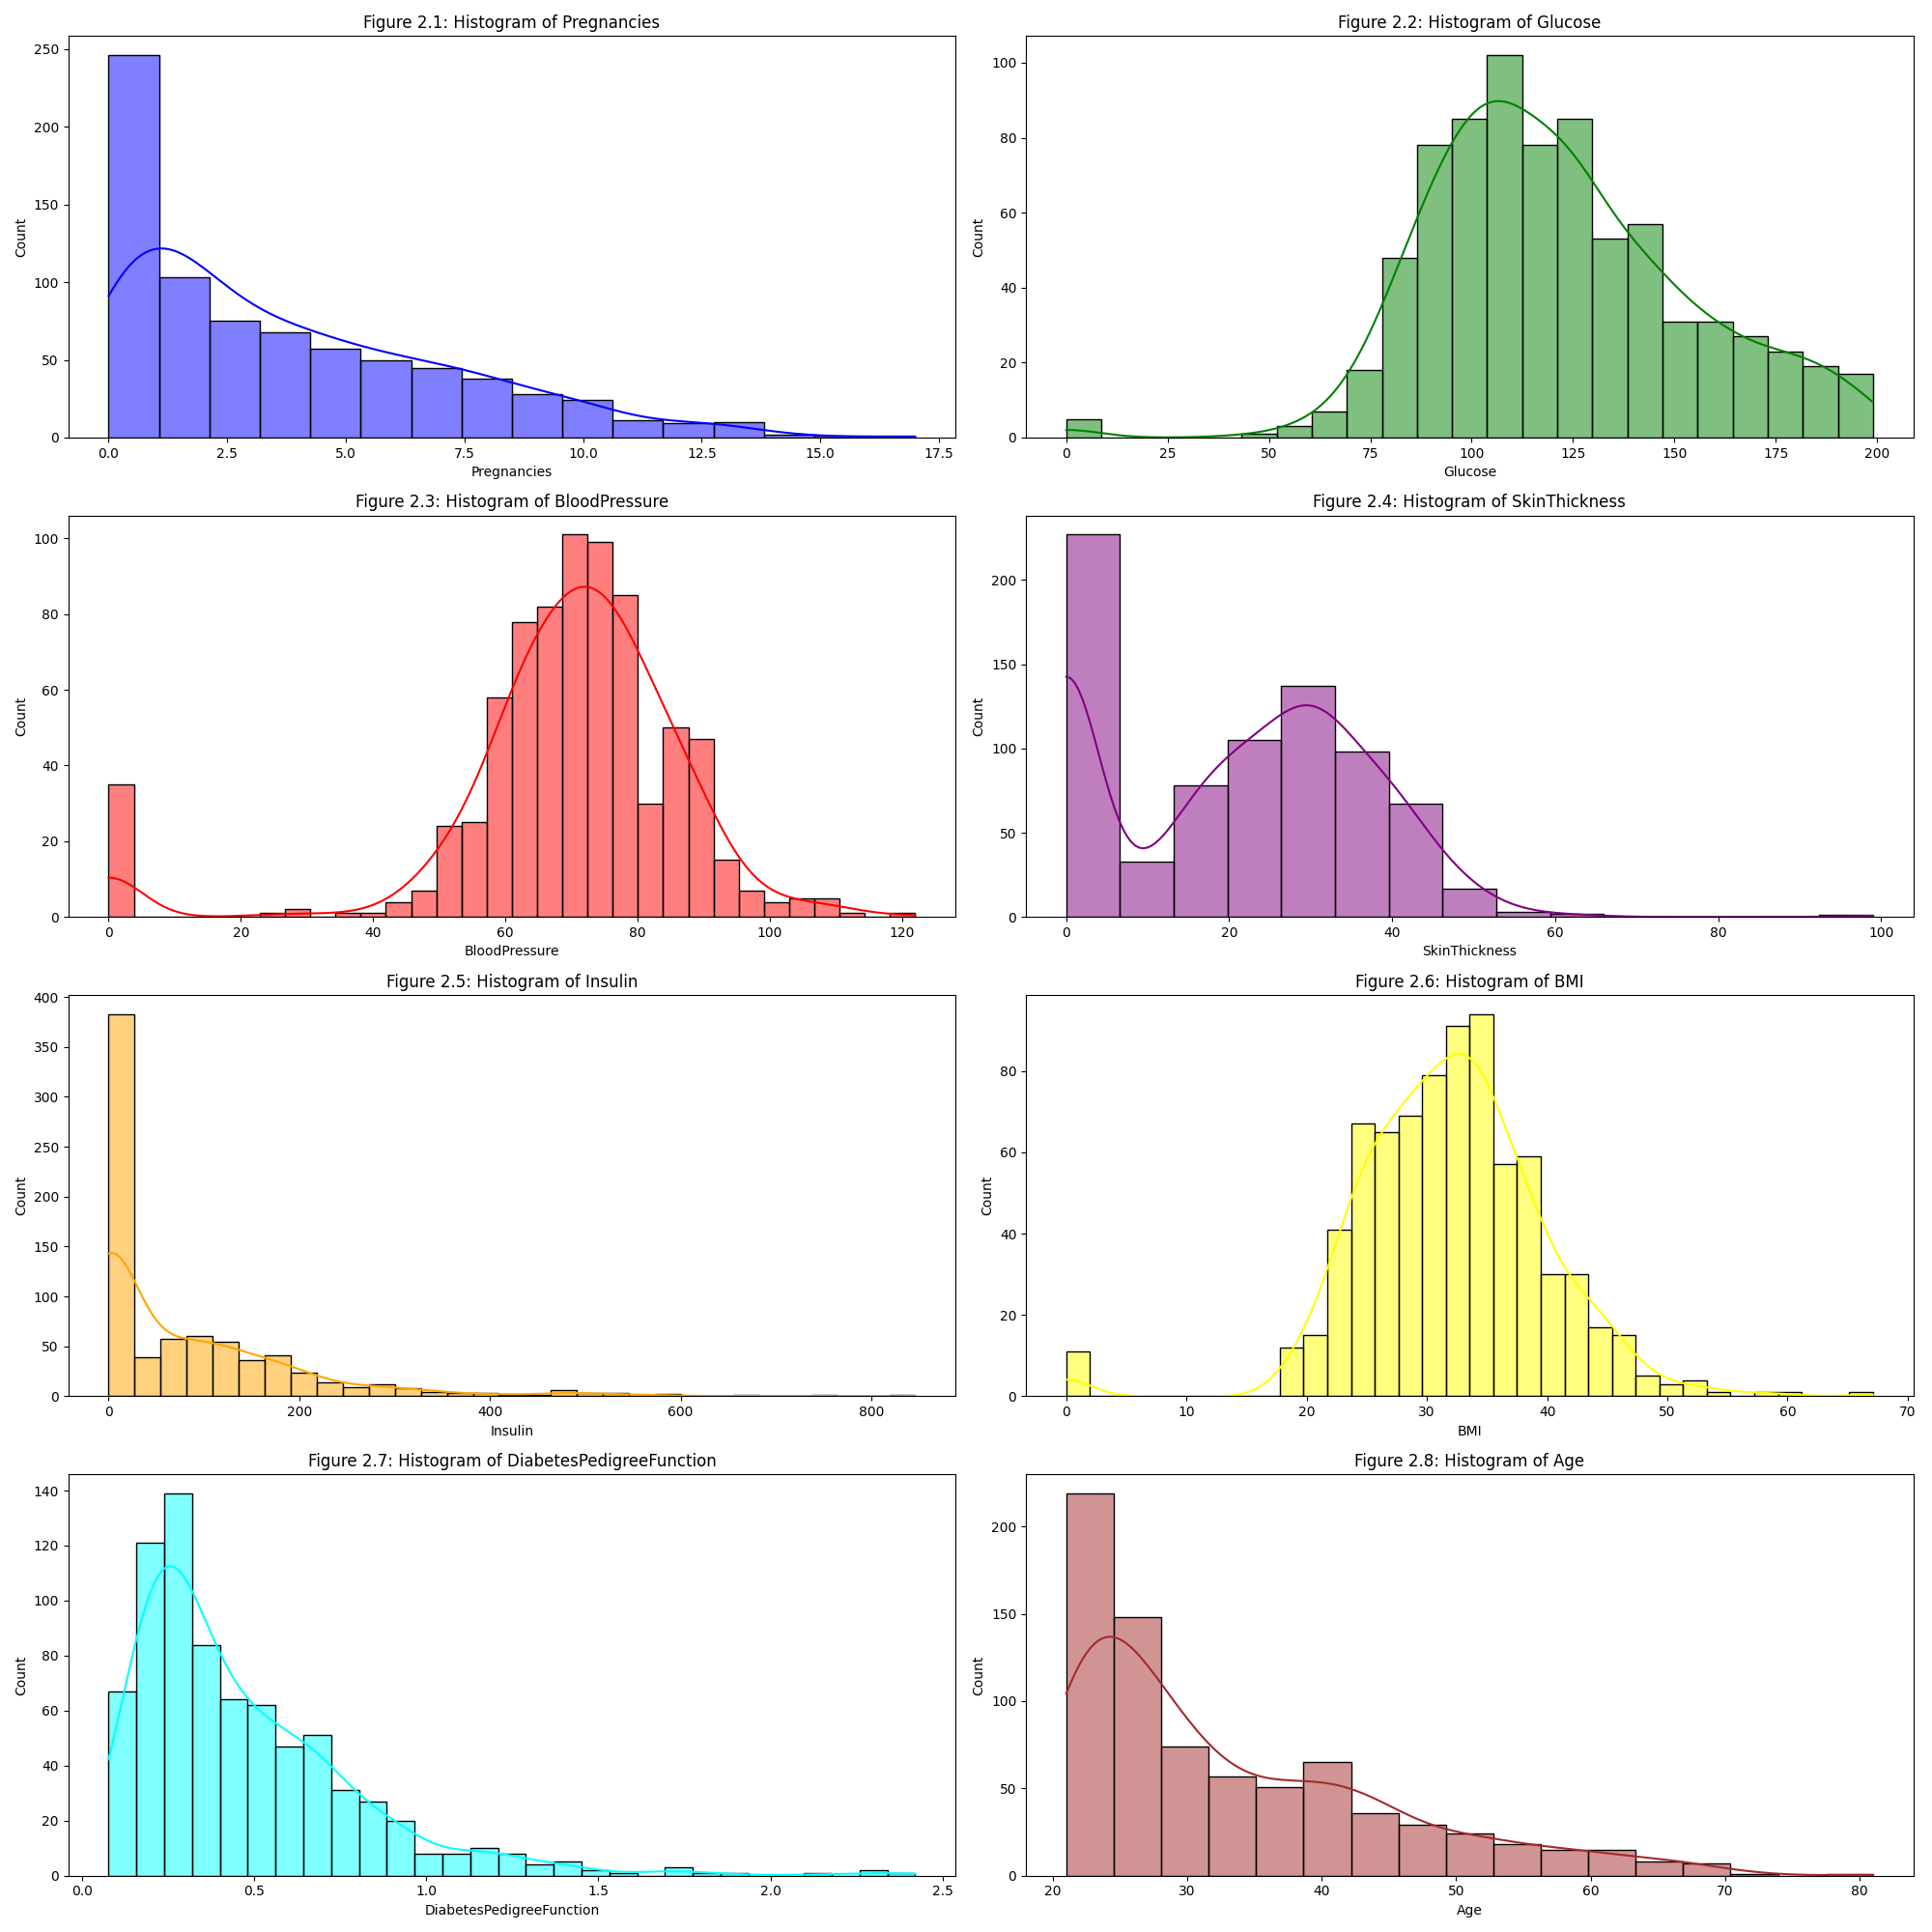 Figure 2.1: Histogram of Pregnancies
250
200
150
100
50
0
Count
0.0 2.5 5.0 7.5 10.0 12.5 15.0 17.5
Pregnancies
Figure 2.2: Histogram of Glucose
100
80
60
40
20
0
Count
0 25 50 75 100 125 150 175 200
Glucose
Figure 2.3: Histogram of BloodPressure
100
80
60
40
20
0
Count
0 20 40 60 80 100 120
BloodPressure
Figure 2.4: Histogram of SkinThickness
200
150
100
50
0
Count
0 20 40 60 80 100
SkinThickness
Figure 2.5: Histogram of Insulin
400
350
300
250
200
150
100
50
0
Count
0 200 400 600 800
Insulin
Figure 2.6: Histogram of BMI
80
60
40
20
0
Count
0 10 20 30 40 50 60 70
BMI
Figure 2.7: Histogram of DiabetesPedigreeFunction
140
120
100
80
60
40
20
0
Count
0.0 0.5 1.0 1.5 2.0 2.5
DiabetesPedigreeFunction
Figure 2.8: Histogram of Age
200
150
100
50
0
Count
20 30 40 50 60 70 80
Age